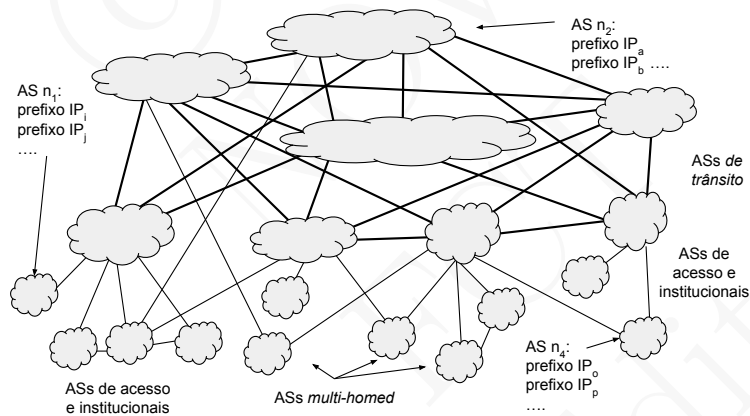 AS n2:
prefixo IPa
prefixo IPb ....
AS n1:
prefixo IPi
prefixo IPj
....
ASs de
trânsito
ASs de
acesso e
institucionais
AS n4:
prefixo IPo
prefixo IPp
....
ASs de acesso
e institucionais
ASs multi-homed